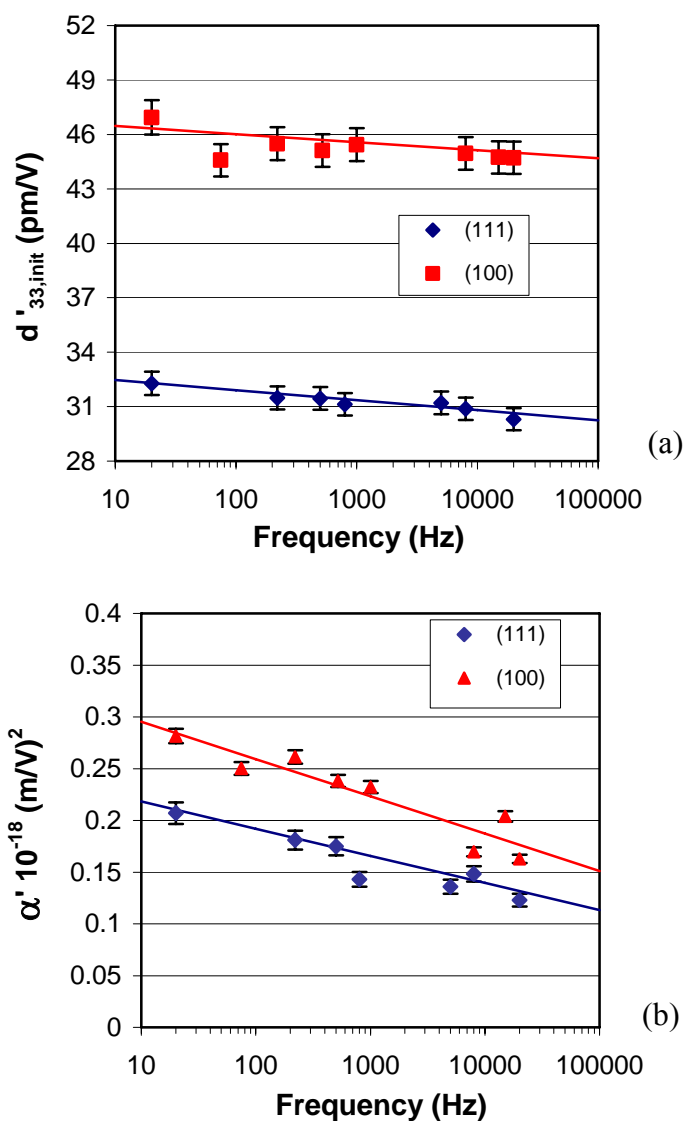 52
49
46
43
40
37
34
31
28
d '33,init (pm/V)
(111)
(100)
10 100 1000 10000 100000
Frequency (Hz)
(a)
0.4
0.35
0.3
0.25
0.2
0.15
0.1
0.05
0
α' 10-18 (m/V)2
(111)
(100)
10 100 1000 10000 100000
Frequency (Hz)
(b)